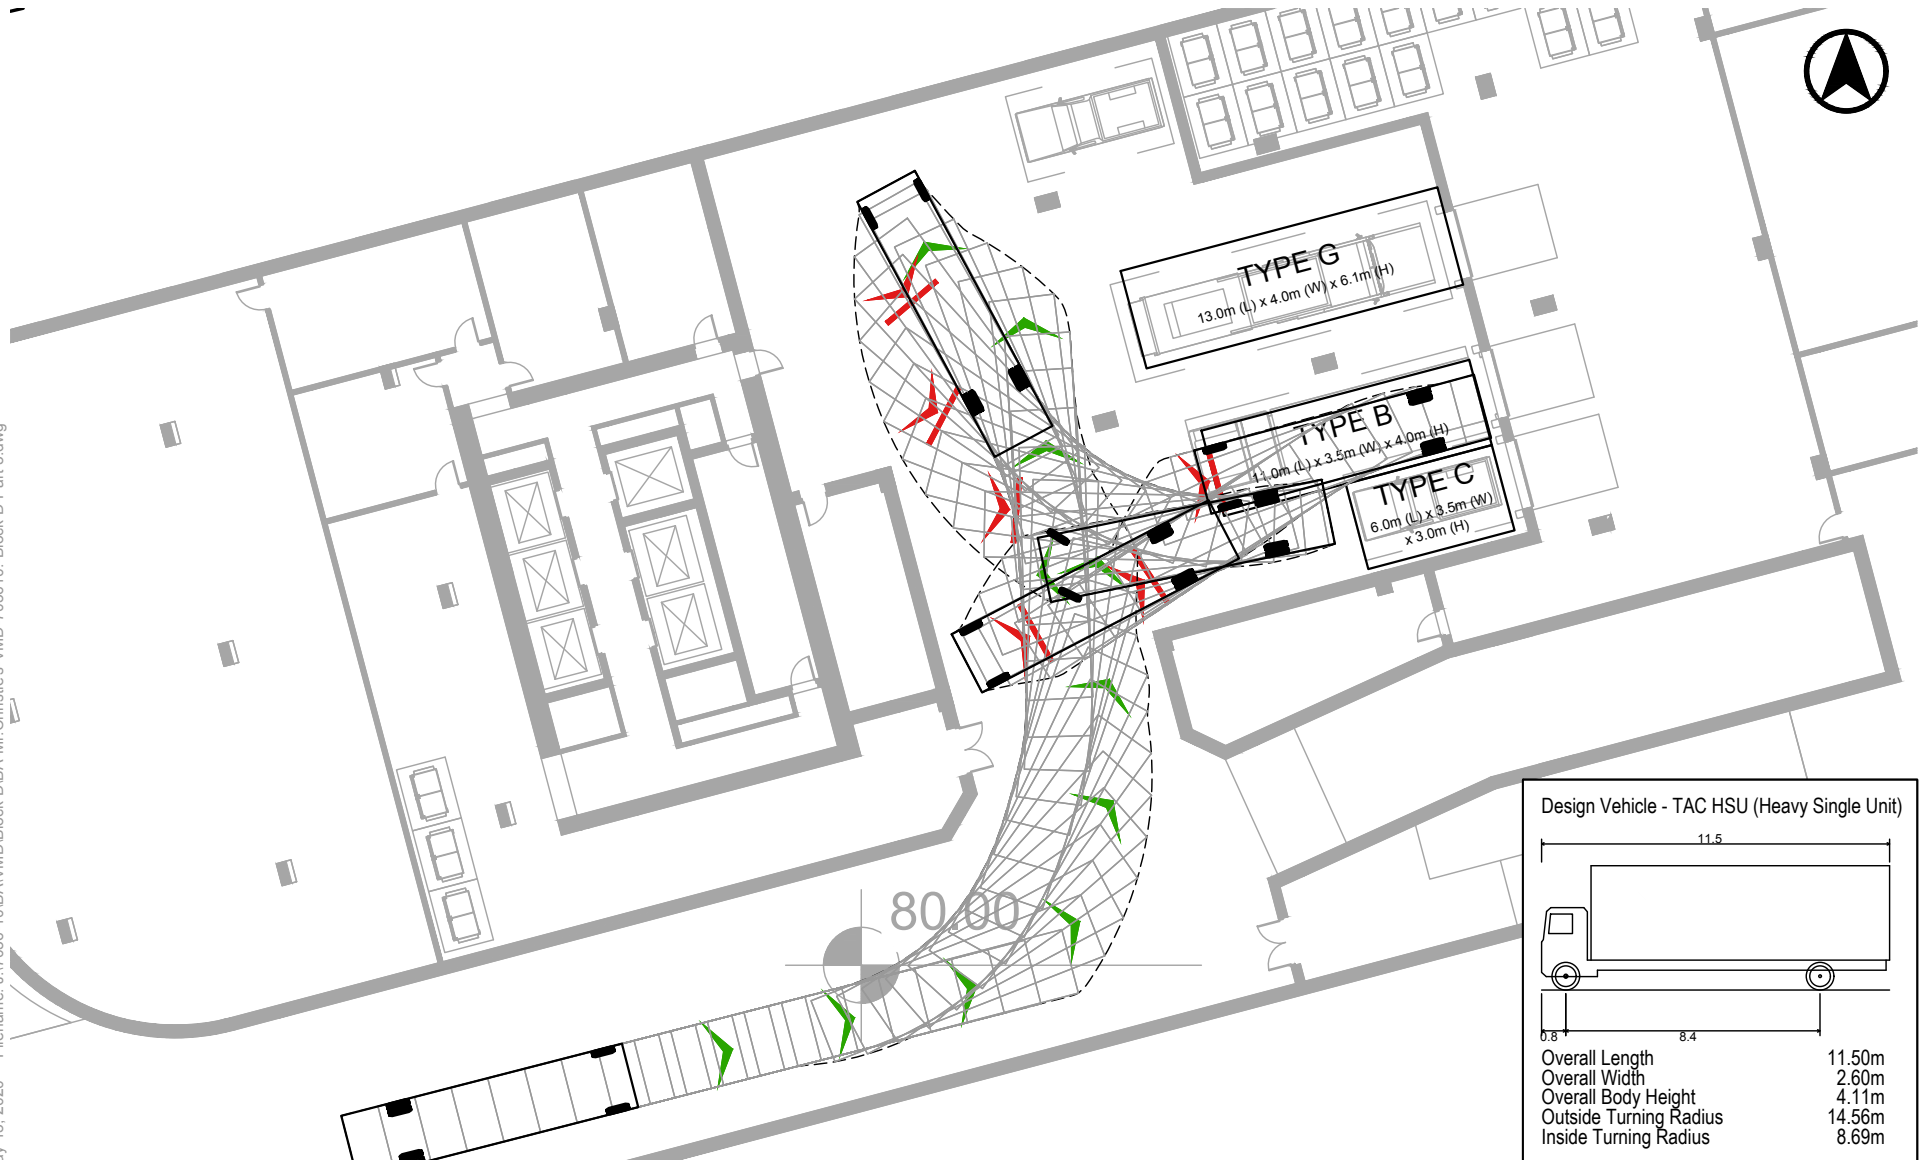 TYPE G
13.0m (L) x 4.0m (W) x 6.1m (H)
TYPE B
11.0m (L) x 3.5m (W) x 4.0m (H)
TYPE C
6.0m (L) x 3.5m (W)
x 3.0m (H)
80.00
Design Vehicle - TAC HSU (Heavy Single Unit)
11.5
0.8
8.4
Overall Length 11.50m
Overall Width 2.60m
Overall Body Height 4.11m
Outside Turning Radius 14.56m
Inside Turning Radius 8.69m